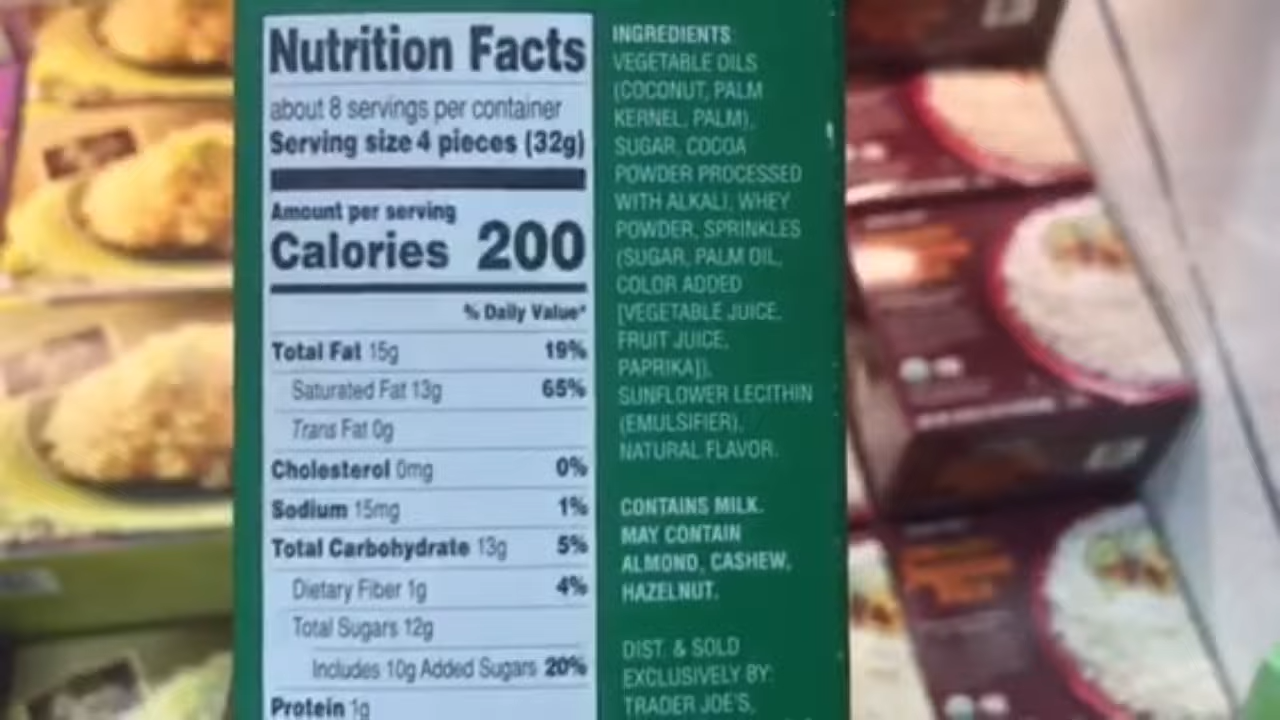 Nutrition Facts
about 8 servings per container
Serving size 4 pieces (32g)
Amount per serving
Calories 200
% Daily Value*
Total Fat 15g 19%
Saturated Fat 13g 65%
Trans Fat 0g
Cholesterol 0mg 0%
Sodium 15mg 1%
Total Carbohydrate 13g 5%
Dietary Fiber 1g 4%
Total Sugars 12g
Includes 10g Added Sugars 20%
Protein 1g
INGREDIENTS:
VEGETABLE OILS
(COCONUT, PALM
KERNEL, PALM),
SUGAR, COCOA
POWDER PROCESSED
WITH ALKALI, WHEY
POWDER, SPRINKLES
(SUGAR, PALM OIL,
COLOR ADDED
[VEGETABLE JUICE,
FRUIT JUICE,
PAPRIKA]),
SUNFLOWER LECITHIN
(EMULSIFIER),
NATURAL FLAVOR.
CONTAINS MILK.
MAY CONTAIN
ALMOND, CASHEW,
HAZELNUT.
DIST. & SOLD
EXCLUSIVELY BY:
TRADER JOE'S,